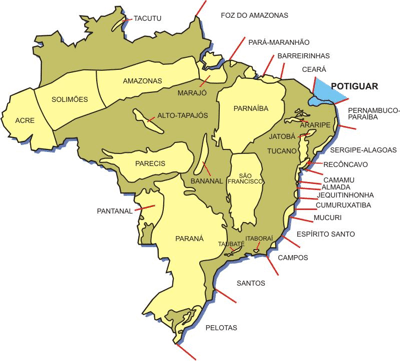 TACUTU
FOZ DO AMAZONAS
PARÁ-MARANHÃO
BARREIRINHAS
CEARÁ
POTIGUAR
AMAZONAS
MARAJÓ
SOLIMÕES
ACRE
ALTO-TAPAJÓS
PARNAÍBA
PERNAMBUCO-
PARAÍBA
ARARIPE
JATOBÁ
TUCANO
SERGIPE-ALAGOAS
RECÔNCAVO
PARECIS
BANANAL
SÃO
FRANCISCO
CAMAMU
ALMADA
JEQUITINHONHA
CUMURUXATIBA
MUCURI
PANTANAL
PARANÁ
TAUBATÉ
ITABORAÍ
ESPÍRITO SANTO
CAMPOS
SANTOS
PELOTAS